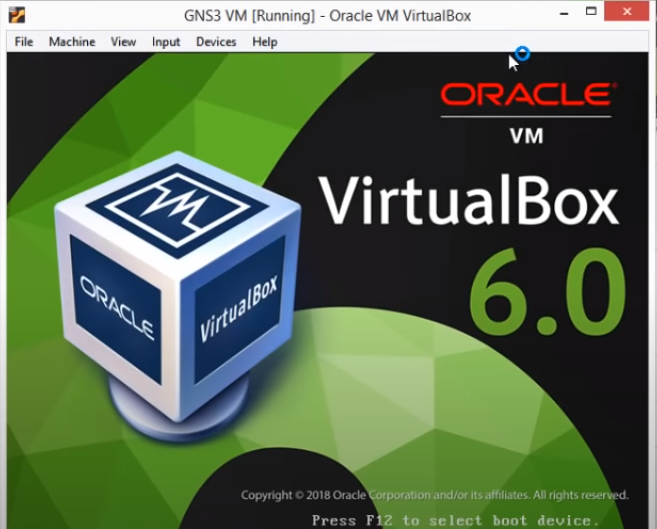 GNS3 VM [Running] - Oracle VM VirtualBox
File Machine View Input Devices Help
ORACLE
VM
VirtualBox
6.0
ORACLE
VirtualBox
Copyright © 2018 Oracle Corporation and/or its affiliates. All rights reserved.
Press F12 to select boot device.